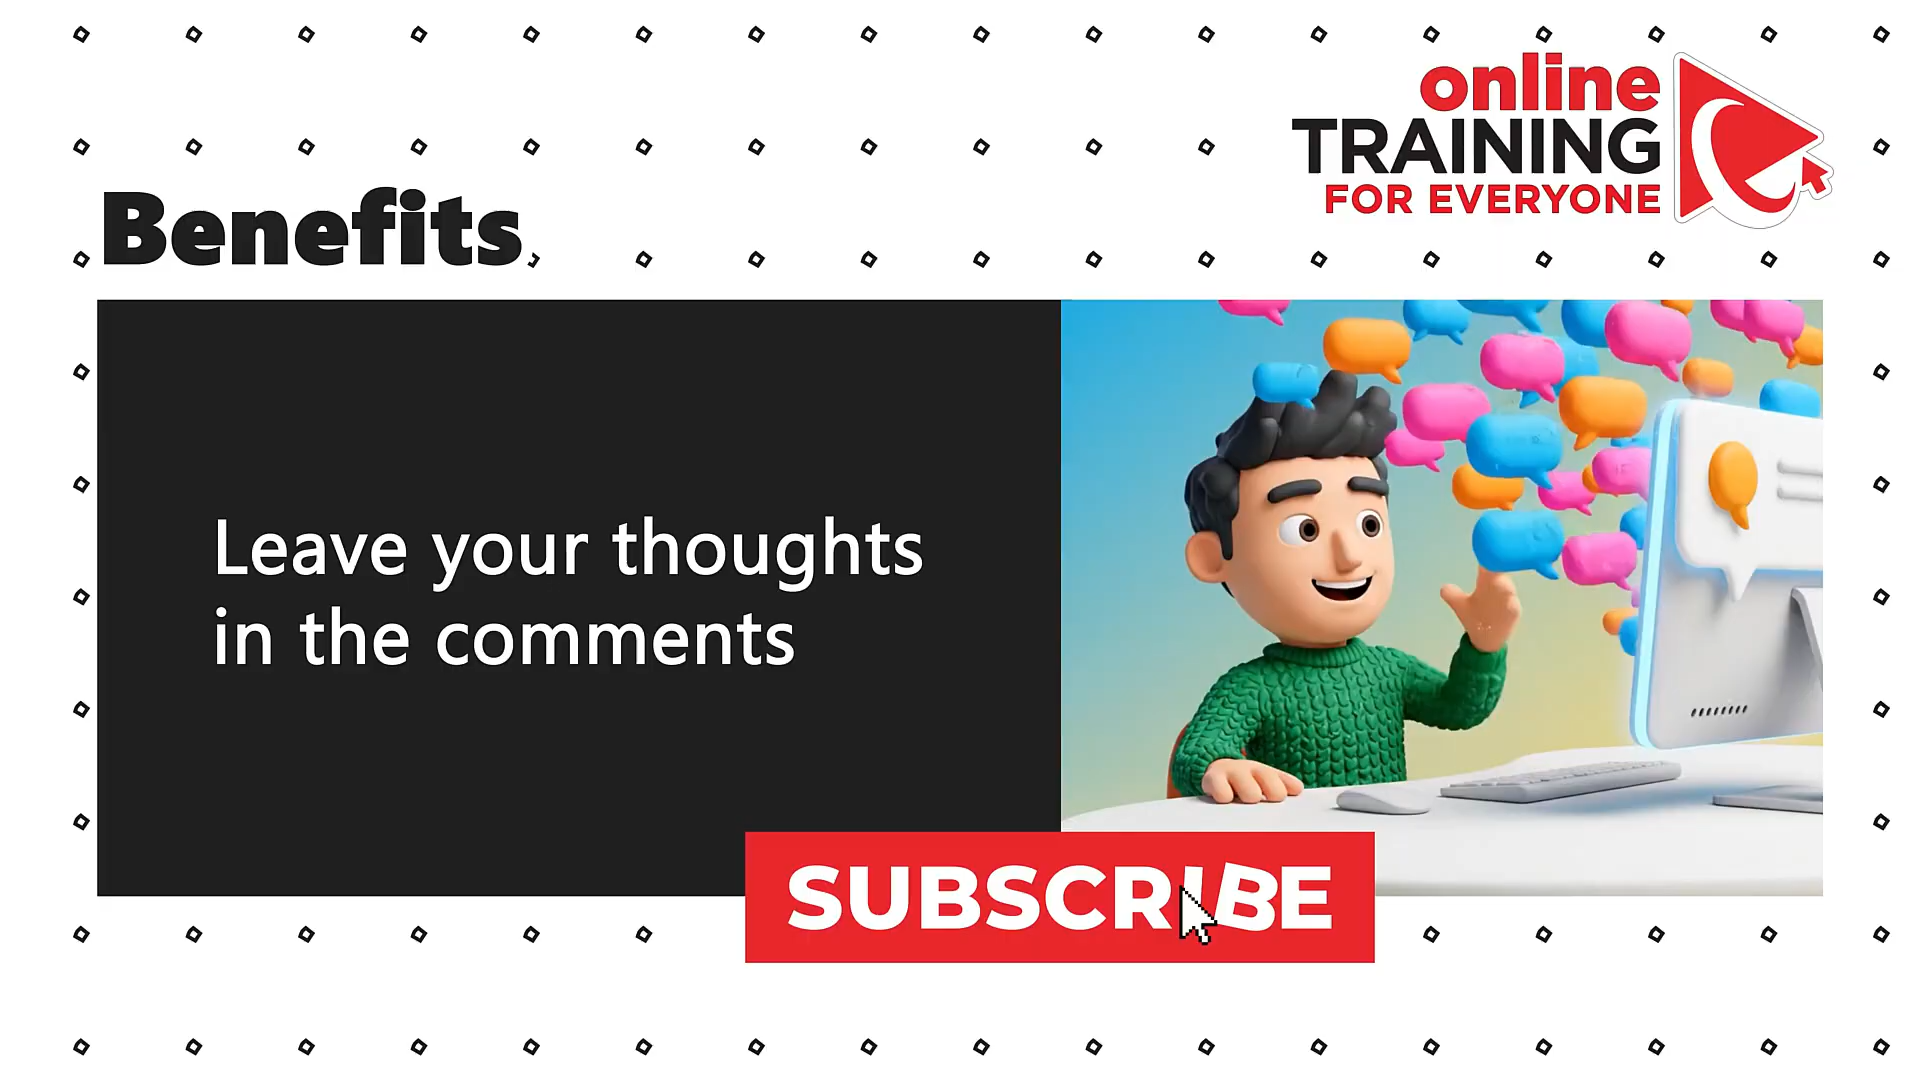 online
TRAINING
FOR EVERYONE
Benefits
Leave your thoughts
in the comments
SUBSCRIBE